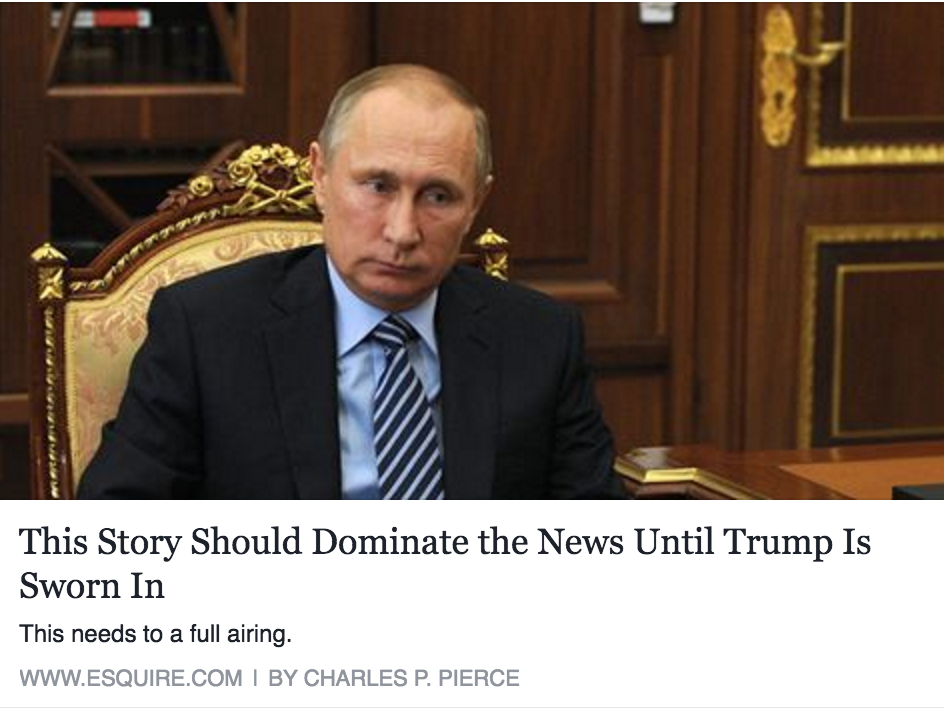 This Story Should Dominate the News Until Trump Is
Sworn In
This needs to a full airing.
WWW.ESQUIRE.COM | BY CHARLES P. PIERCE